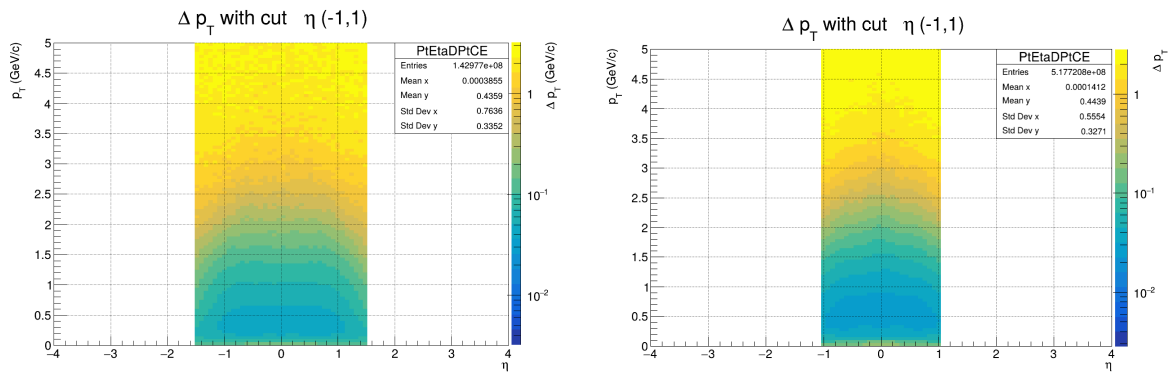 Δ p_T with cut η (-1,1)
PtEtaDPtCE
Entries 1.42977e+08
Mean x 0.0003855
Mean y 0.4359
Std Dev x 0.7636
Std Dev y 0.3352
p_T (GeV/c)
5
4.5
4
3.5
3
2.5
2
1.5
1
0.5
0
−4 −3 −2 −1 0 1 2 3 4
η
1
10⁻¹
10⁻²
Δ p_T (GeV/c)
Δ p_T with cut η (-1,1)
PtEtaDPtCE
Entries 5.177208e+08
Mean x 0.0001412
Mean y 0.4439
Std Dev x 0.5554
Std Dev y 0.3271
p_T (GeV/c)
5
4.5
4
3.5
3
2.5
2
1.5
1
0.5
0
−4 −3 −2 −1 0 1 2 3 4
η
1
10⁻¹
10⁻²
Δ p_T